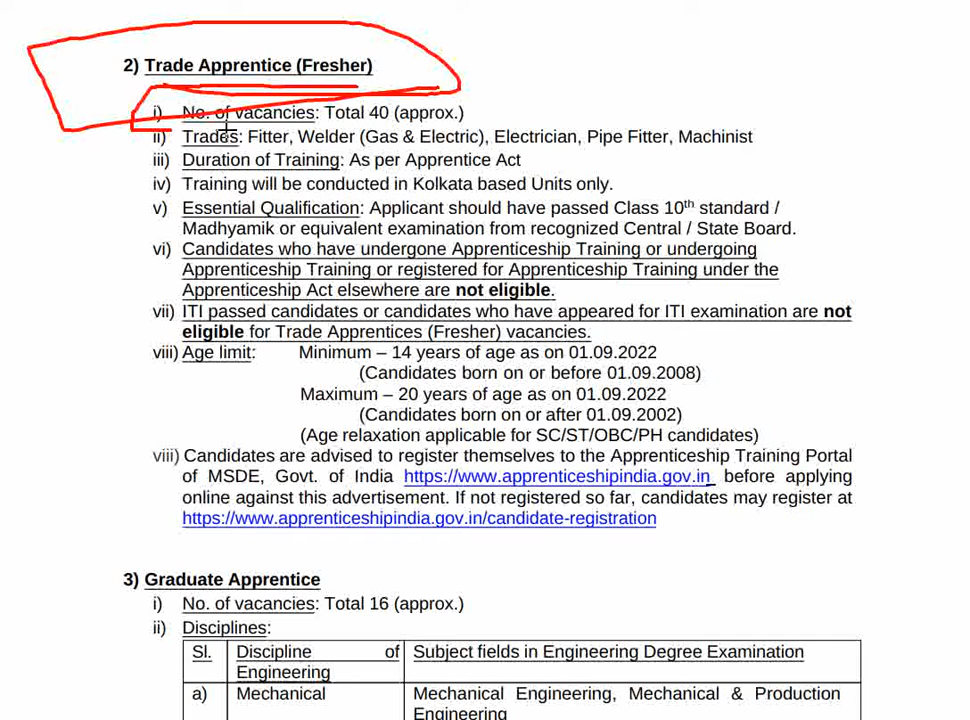 2) Trade Apprentice (Fresher)
i) No. of vacancies: Total 40 (approx.)
ii) Trades: Fitter, Welder (Gas & Electric), Electrician, Pipe Fitter, Machinist
iii) Duration of Training: As per Apprentice Act
iv) Training will be conducted in Kolkata based Units only.
v) Essential Qualification: Applicant should have passed Class 10th standard /
Madhyamik or equivalent examination from recognized Central / State Board.
vi) Candidates who have undergone Apprenticeship Training or undergoing
Apprenticeship Training or registered for Apprenticeship Training under the
Apprenticeship Act elsewhere are not eligible.
vii) ITI passed candidates or candidates who have appeared for ITI examination are not
eligible for Trade Apprentices (Fresher) vacancies.
viii) Age limit: Minimum – 14 years of age as on 01.09.2022
(Candidates born on or before 01.09.2008)
Maximum – 20 years of age as on 01.09.2022
(Candidates born on or after 01.09.2002)
(Age relaxation applicable for SC/ST/OBC/PH candidates)
viii) Candidates are advised to register themselves to the Apprenticeship Training Portal
of MSDE, Govt. of India https://www.apprenticeshipindia.gov.in before applying
online against this advertisement. If not registered so far, candidates may register at
https://www.apprenticeshipindia.gov.in/candidate-registration
3) Graduate Apprentice
i) No. of vacancies: Total 16 (approx.)
ii) Disciplines:
Sl. Discipline of Subject fields in Engineering Degree Examination
Engineering
a) Mechanical Mechanical Engineering, Mechanical & Production
Engineering